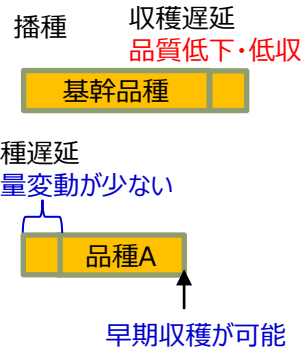 播種
収穫遅延
品質低下・低収
基幹品種
種遅延
量変動が少ない
品種A
早期収穫が可能